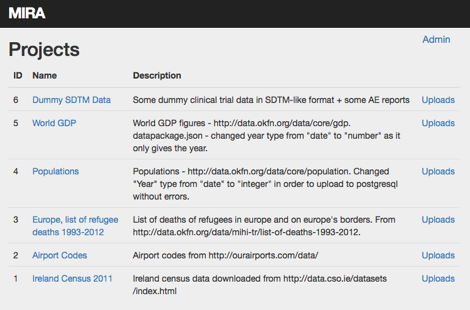 MIRA
Admin
Projects
ID Name Description
6 Dummy SDTM Data Some dummy clinical trial data in SDTM-like format + some AE reports Uploads
5 World GDP World GDP figures - http://data.okfn.org/data/core/gdp. Uploads
datapackage.json - changed year type from "date" to "number" as it
only gives the year.
4 Populations Populations - http://data.okfn.org/data/core/population. Changed Uploads
"Year" type from "date" to "integer" in order to upload to postgresql
without errors.
3 Europe, list of refugee List of deaths of refugees in europe and on europe's borders. From Uploads
deaths 1993-2012 http://data.okfn.org/data/mihi-tr/list-of-deaths-1993-2012.
2 Airport Codes Airport codes from http://ourairports.com/data/ Uploads
1 Ireland Census 2011 Ireland census data downloaded from http://data.cso.ie/datasets Uploads
/index.html